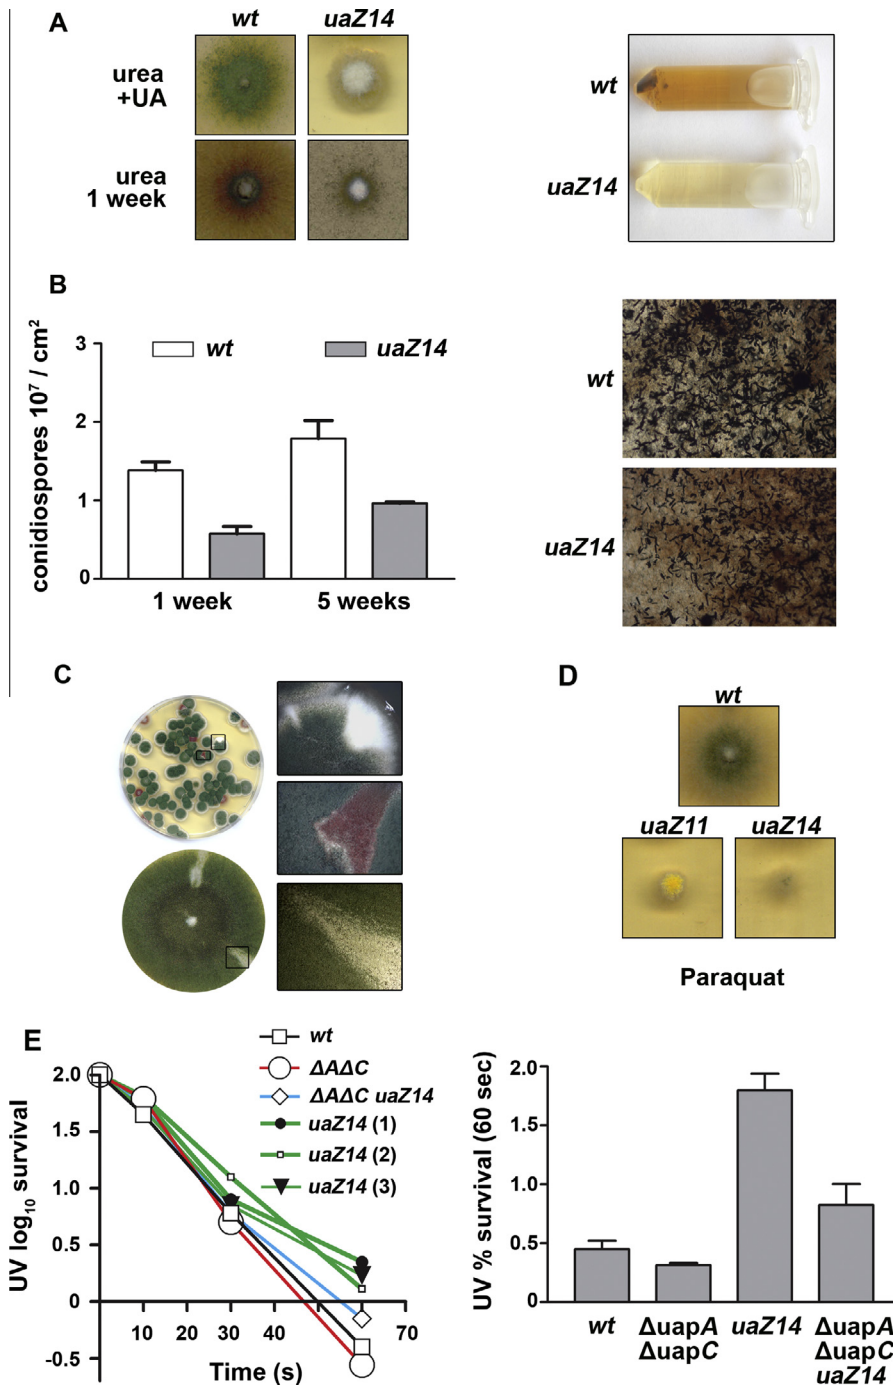 A
wt
uaZ14
urea
+UA
urea
1 week
wt
uaZ14
B
conidiospores 10⁷ / cm²
3
2
1
0
wt
uaZ14
1 week
5 weeks
wt
uaZ14
C
D
wt
uaZ11
uaZ14
Paraquat
E
UV log₁₀ survival
2.0
1.5
1.0
0.5
0
-0.5
10
20
30
40
70
Time (s)
wt
ΔAΔC
ΔAΔC uaZ14
uaZ14 (1)
uaZ14 (2)
uaZ14 (3)
UV % survival (60 sec)
2.0
1.5
1.0
0.5
0
wt
ΔuapA
ΔuapC
uaZ14
ΔuapA
ΔuapC
uaZ14